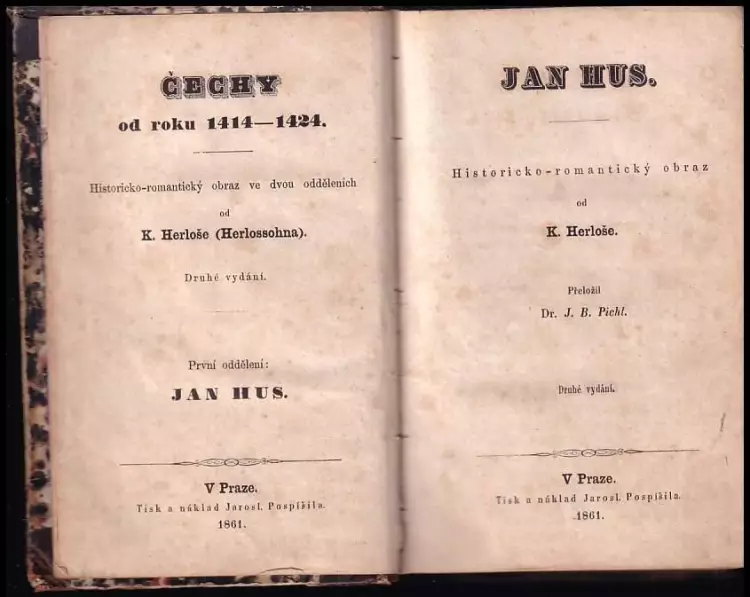 ČECHY
od roku 1414—1424.
Historicko-romantický obraz ve dvou odděleních
od
K. Herloše (Herlossohna).
Druhé vydání.
První oddělení:
JAN HUS.
V Praze.
Tisk a náklad Jarosl. Pospíšila.
1861.
JAN HUS.
Historicko-romantický obraz
od
K. Herloše.
Přeložil
Dr. J. B. Pichl.
Druhé vydání.
V Praze.
Tisk a náklad Jarosl. Pospíšila.
1861.